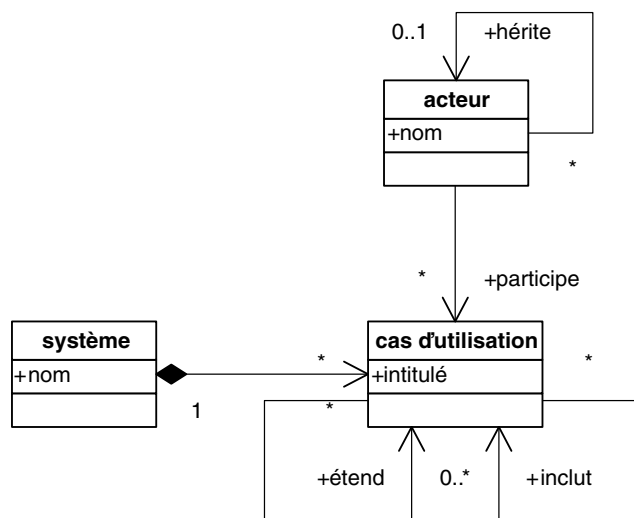 0..1 +hérite
acteur
+nom
*
* +participe
système
+nom
1
*
cas d'utilisation
+intitulé
*
*
+étend 0..* +inclut